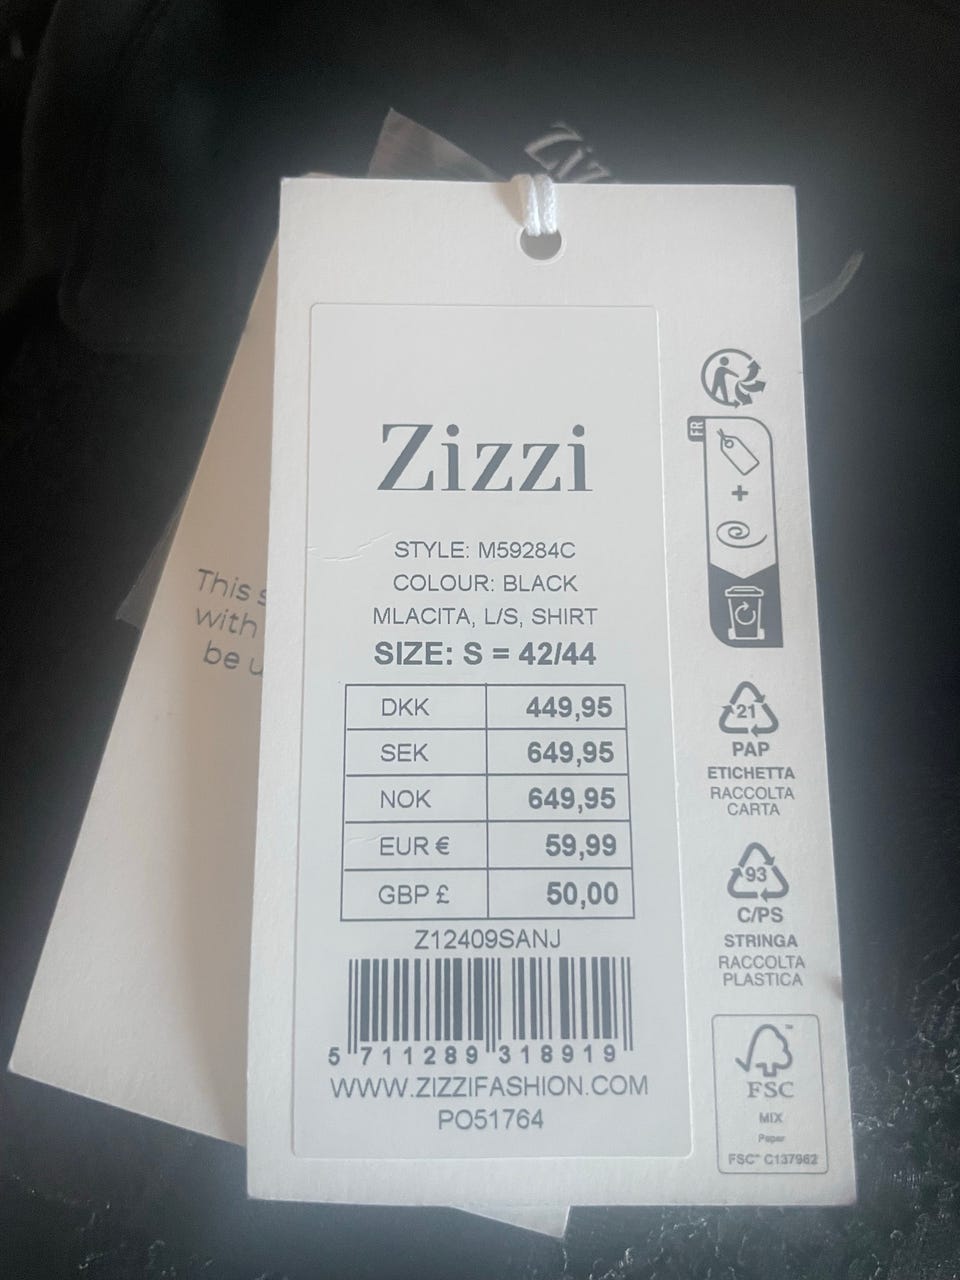 Zizzi
STYLE: M59284C
COLOUR: BLACK
MLACITA, L/S, SHIRT
SIZE: S = 42/44
DKK 449,95
SEK 649,95
NOK 649,95
EUR € 59,99
GBP £ 50,00
Z12409SANJ
5 711289 318919
WWW.ZIZZIFASHION.COM
PO51764
FR
+
21
PAP
ETICHETTA
RACCOLTA
CARTA
93
C/PS
STRINGA
RACCOLTA
PLASTICA
FSC
MIX
Paper
FSC™ C137962
This
with
be
Ziz